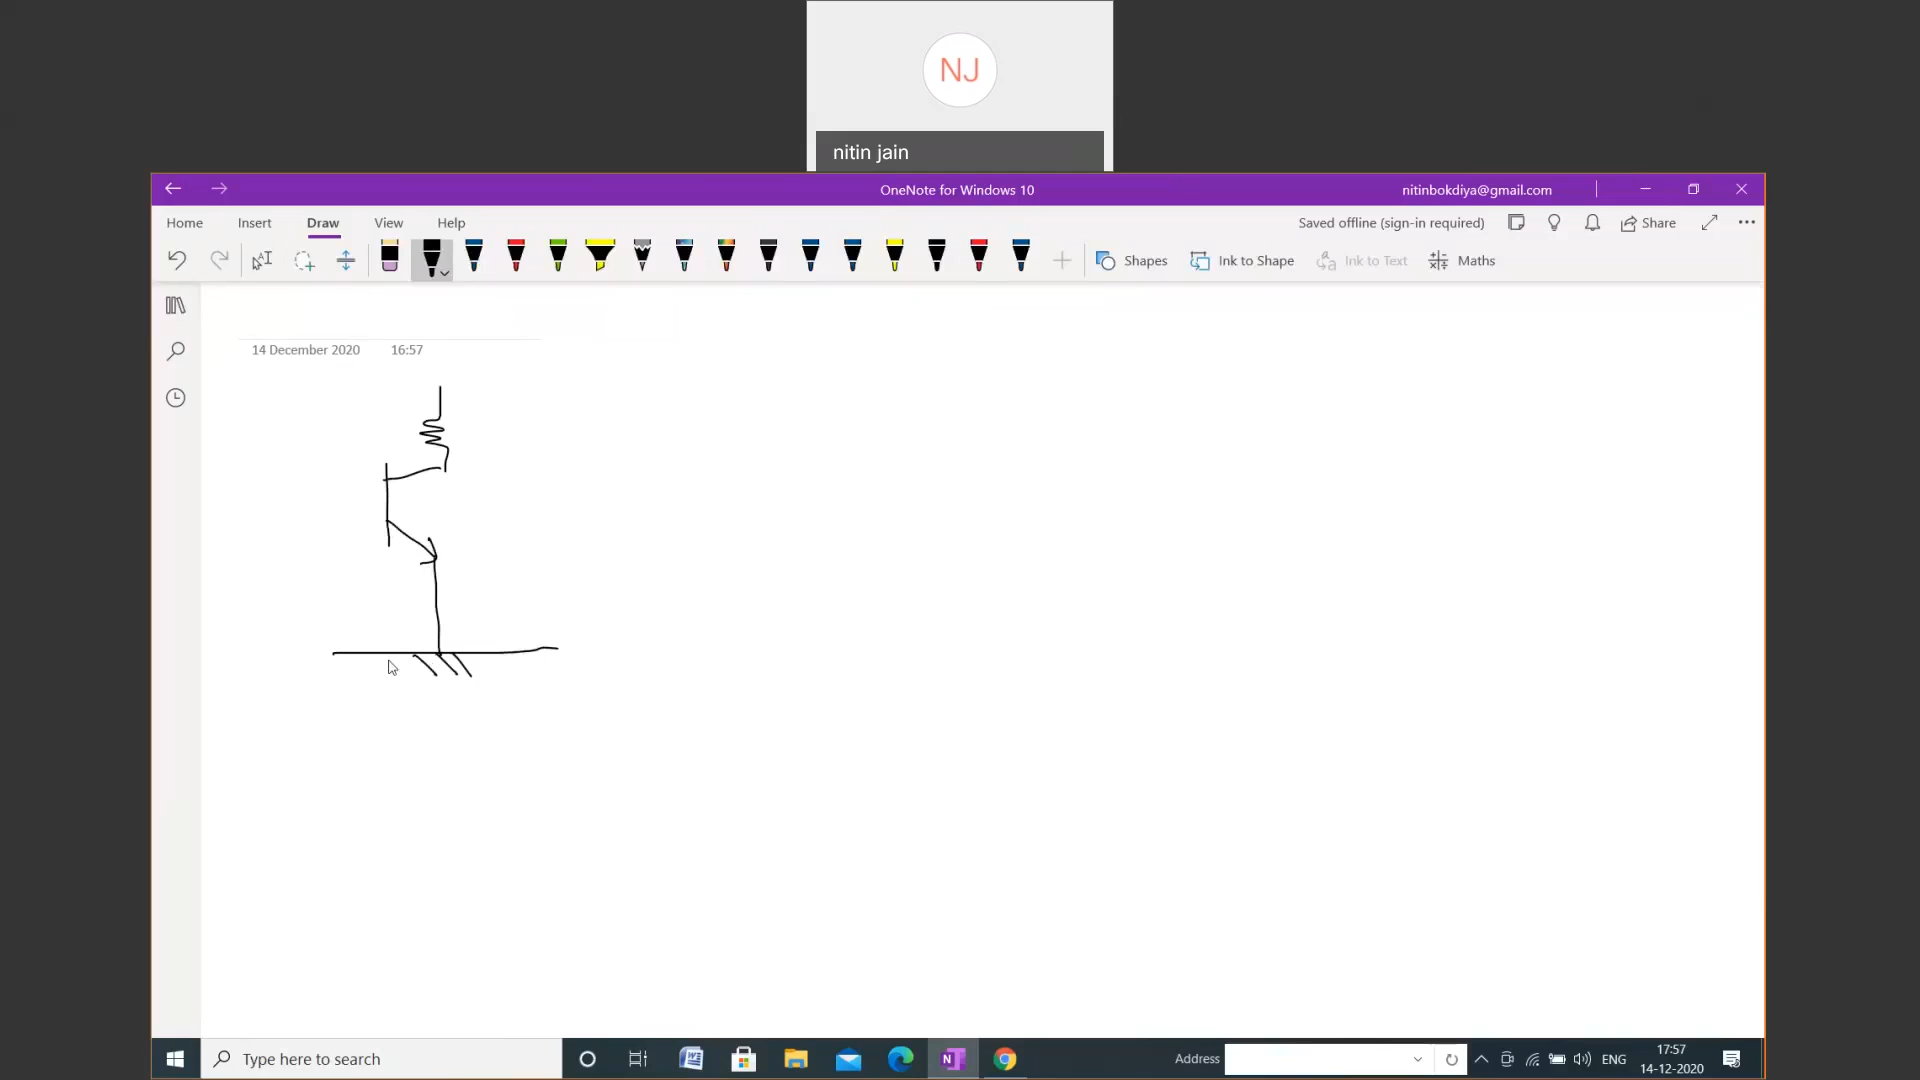 NJ
nitin jain
OneNote for Windows 10
nitinbokdiya@gmail.com
Home Insert Draw View Help
Saved offline (sign-in required)
Share
Shapes
Ink to Shape
Ink to Text
Maths
14 December 2020 16:57
Type here to search
Address
ENG
17:57
14-12-2020